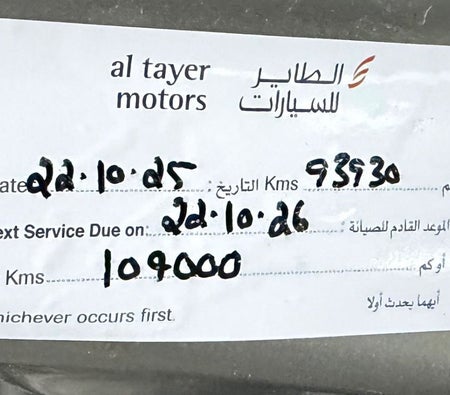 al tayer الطاير
motors للسيارات
ate 22.10.25 : التاريخ Kms 93930 م
ext Service Due on: 22.10.26 الموعد القادم للصيانة :
Kms 109000 أو كم
hichever occurs first. أيهما يحدث أولا